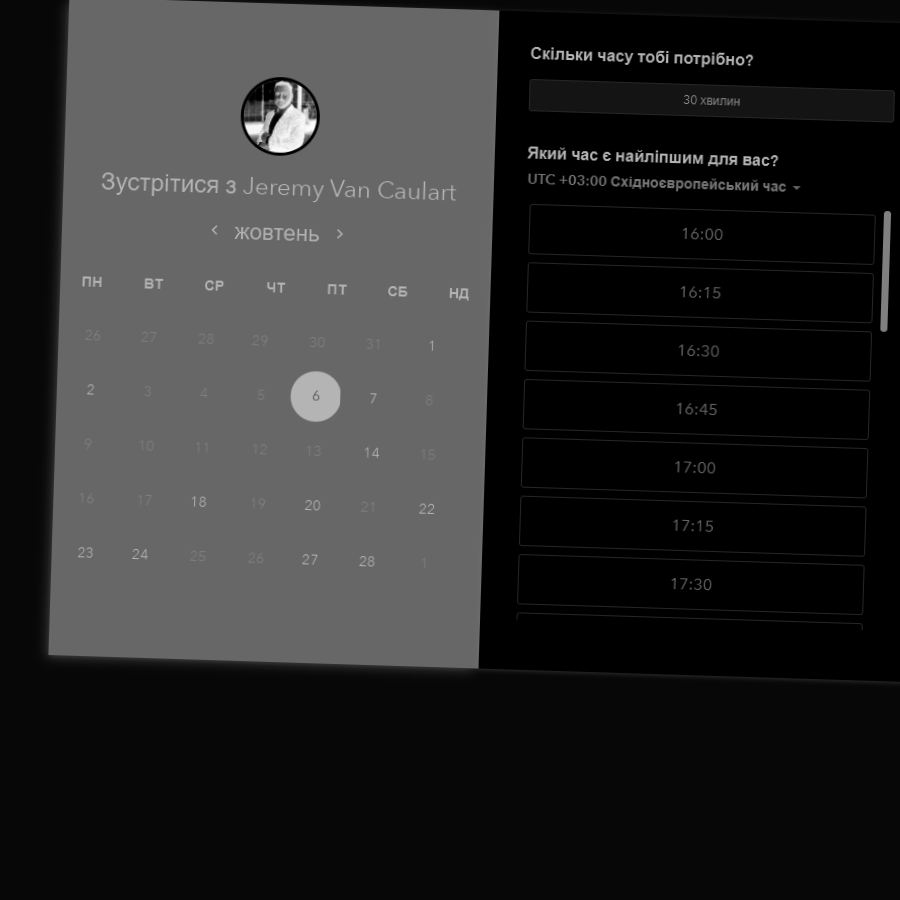 Зустрітися з Jeremy Van Caulart
‹ жовтень ›
ПН ВТ СР ЧТ ПТ СБ НД
26 27 28 29 30 31 1
2 3 4 5 6 7 8
9 10 11 12 13 14 15
16 17 18 19 20 21 22
23 24 25 26 27 28 1
Скільки часу тобі потрібно?
30 хвилин
Який час є найліпшим для вас?
UTC +03:00 Східноєвропейський час
16:00
16:15
16:30
16:45
17:00
17:15
17:30